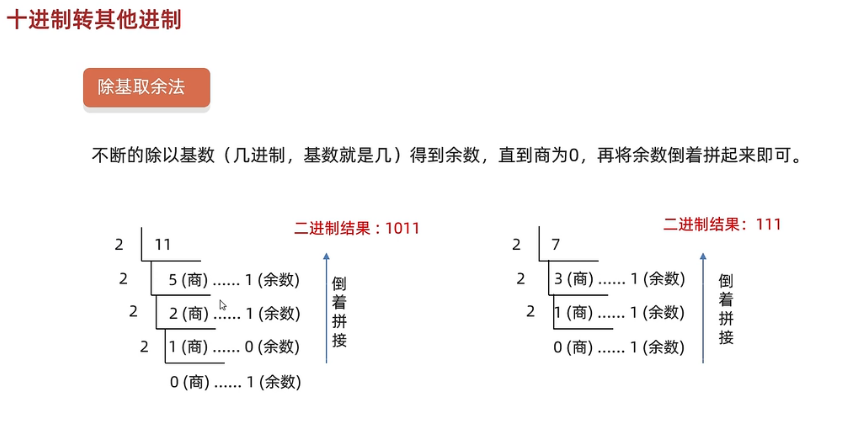 十进制转其他进制
除基取余法
不断的除以基数（几进制，基数就是几）得到余数，直到商为0，再将余数倒着拼起来即可。
二进制结果：1011
2 11
2 5 (商) ...... 1 (余数)
2 2 (商) ...... 1 (余数)
2 1 (商) ...... 0 (余数)
0 (商) ...... 1 (余数)
倒着拼接
二进制结果：111
2 7
2 3 (商) ...... 1 (余数)
2 1 (商) ...... 1 (余数)
0 (商) ...... 1 (余数)
倒着拼接